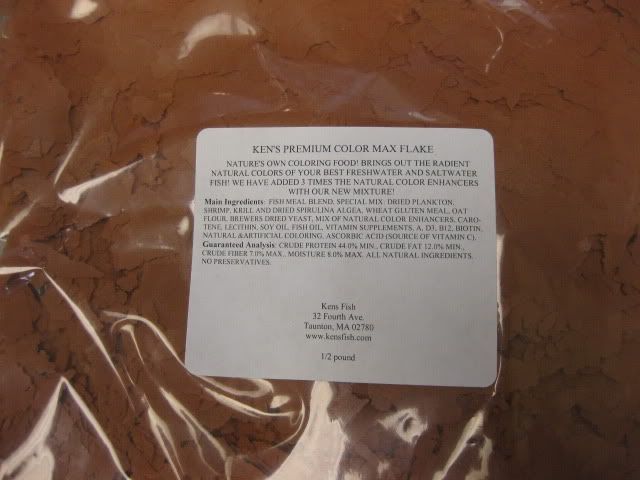 KEN'S PREMIUM COLOR MAX FLAKE
NATURE'S OWN COLORING FOOD! BRINGS OUT THE RADIENT
NATURAL COLORS OF YOUR BEST FRESHWATER AND SALTWATER
FISH! WE HAVE ADDED 3 TIMES THE NATURAL COLOR ENHANCERS
WITH OUR NEW MIXTURE!
Main Ingredients: FISH MEAL BLEND, SPECIAL MIX: DRIED PLANKTON,
SHRIMP, KRILL AND DRIED SPIRULINA ALGEA, WHEAT GLUTEN MEAL, OAT
FLOUR, BREWERS DRIED YEAST, MIX OF NATURAL COLOR ENHANCERS, CARO-
TENE, LECITHIN, SOY OIL, FISH OIL, VITAMIN SUPPLEMENTS, A, D3, B12, BIOTIN,
NATURAL &ARTIFICAL COLORING, ASCORBIC ACID (SOURCE OF VITAMIN C).
Guaranteed Analysis: CRUDE PROTEIN 44.0% MIN., CRUDE FAT 12.0% MIN.,
CRUDE FIBER 7.0% MAX., MOISTURE 8.0% MAX. ALL NATURAL INGREDIENTS.
NO PRESERVATIVES.
Kens Fish
32 Fourth Ave.
Taunton, MA 02780
www.kensfish.com
1/2 pound